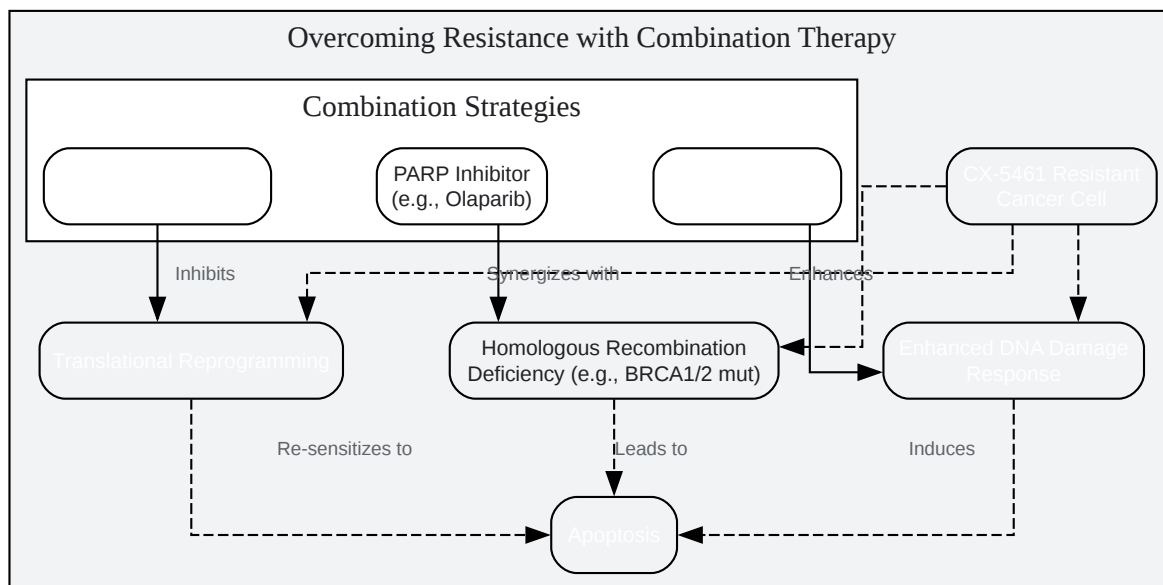 Overcoming Resistance with Combination Therapy
Combination Strategies
PARP Inhibitor
(e.g., Olaparib)
CX-5461 Resistant
Cancer Cell
Inhibits
Synergizes with
Enhances
Translational Reprogramming
Homologous Recombination
Deficiency (e.g., BRCA1/2 mut)
Enhanced DNA Damage
Response
Re-sensitizes to
Leads to
Induces
Apoptosis